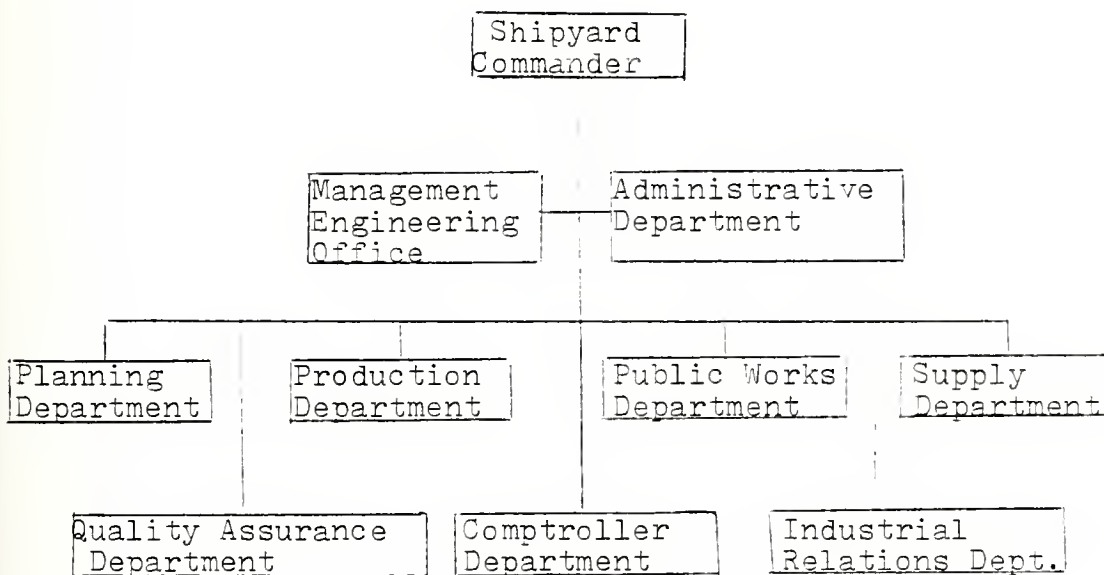 Shipyard
Commander
Management
Engineering
Office
Administrative
Department
Planning
Department
Production
Department
Public Works
Department
Supply
Department
Quality Assurance
Department
Comptroller
Department
Industrial
Relations Dept.